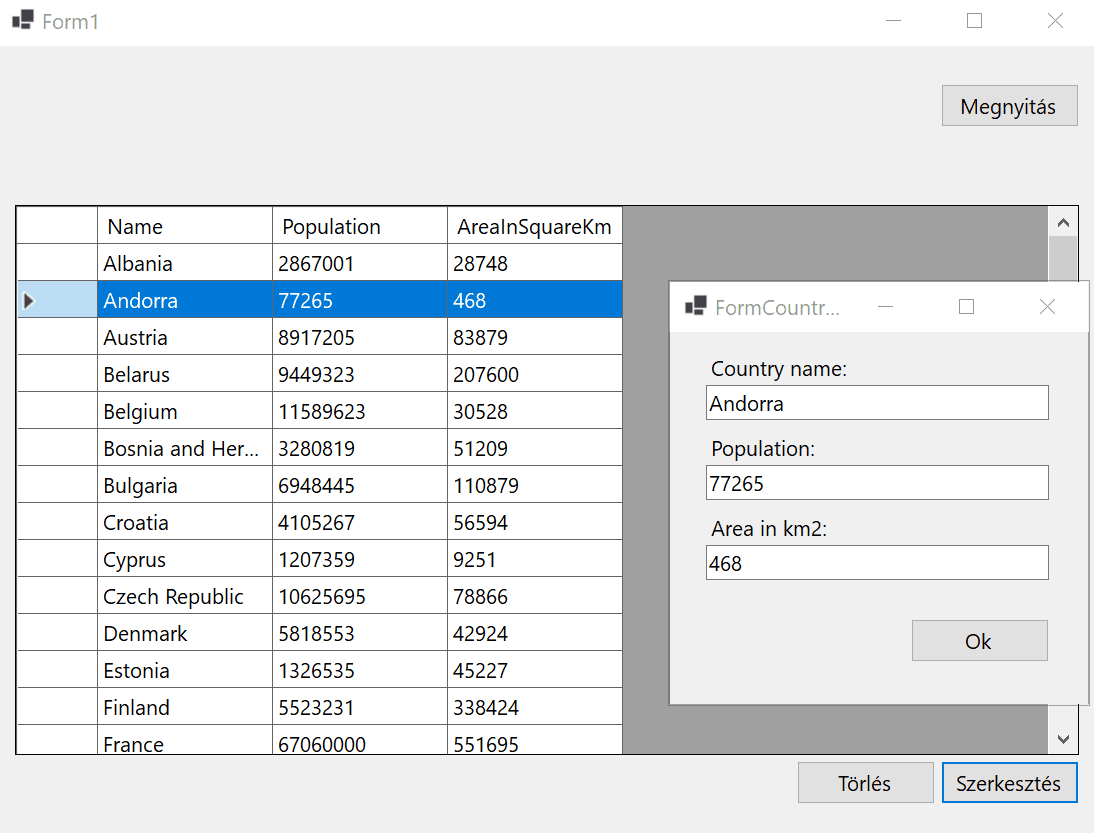 Form1
Megnyitás
Name Population AreaInSquareKm
Albania 2867001 28748
Andorra 77265 468
Austria 8917205 83879
Belarus 9449323 207600
Belgium 11589623 30528
Bosnia and Her... 3280819 51209
Bulgaria 6948445 110879
Croatia 4105267 56594
Cyprus 1207359 9251
Czech Republic 10625695 78866
Denmark 5818553 42924
Estonia 1326535 45227
Finland 5523231 338424
France 67060000 551695
FormCountr...
Country name:
Andorra
Population:
77265
Area in km2:
468
Ok
Törlés Szerkesztés